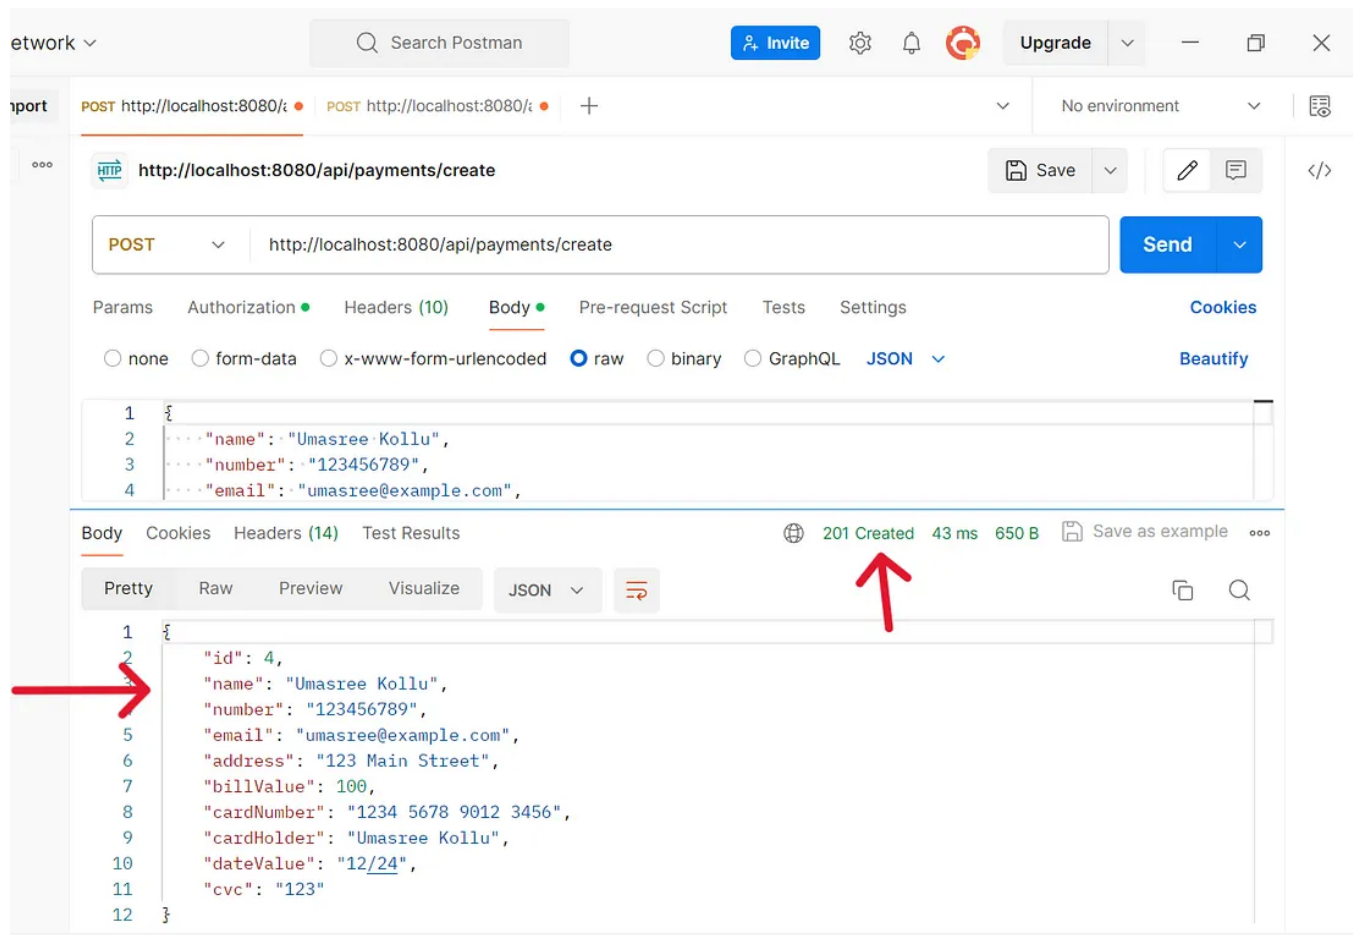 etwork
Search Postman
Invite
Upgrade
POST http://localhost:8080/a
POST http://localhost:8080/a
No environment
HTTP http://localhost:8080/api/payments/create
Save
</>
POST
http://localhost:8080/api/payments/create
Send
Params Authorization Headers (10) Body Pre-request Script Tests Settings Cookies
none form-data x-www-form-urlencoded raw binary GraphQL JSON Beautify
1 {
2 "name": "Umasree Kollu",
3 "number": "123456789",
4 "email": "umasree@example.com",
Body Cookies Headers (14) Test Results 201 Created 43 ms 650 B Save as example
Pretty Raw Preview Visualize JSON
1 {
2 "id": 4,
3 "name": "Umasree Kollu",
"number": "123456789",
5 "email": "umasree@example.com",
6 "address": "123 Main Street",
7 "billValue": 100,
8 "cardNumber": "1234 5678 9012 3456",
9 "cardHolder": "Umasree Kollu",
10 "dateValue": "12/24",
11 "cvc": "123"
12 }